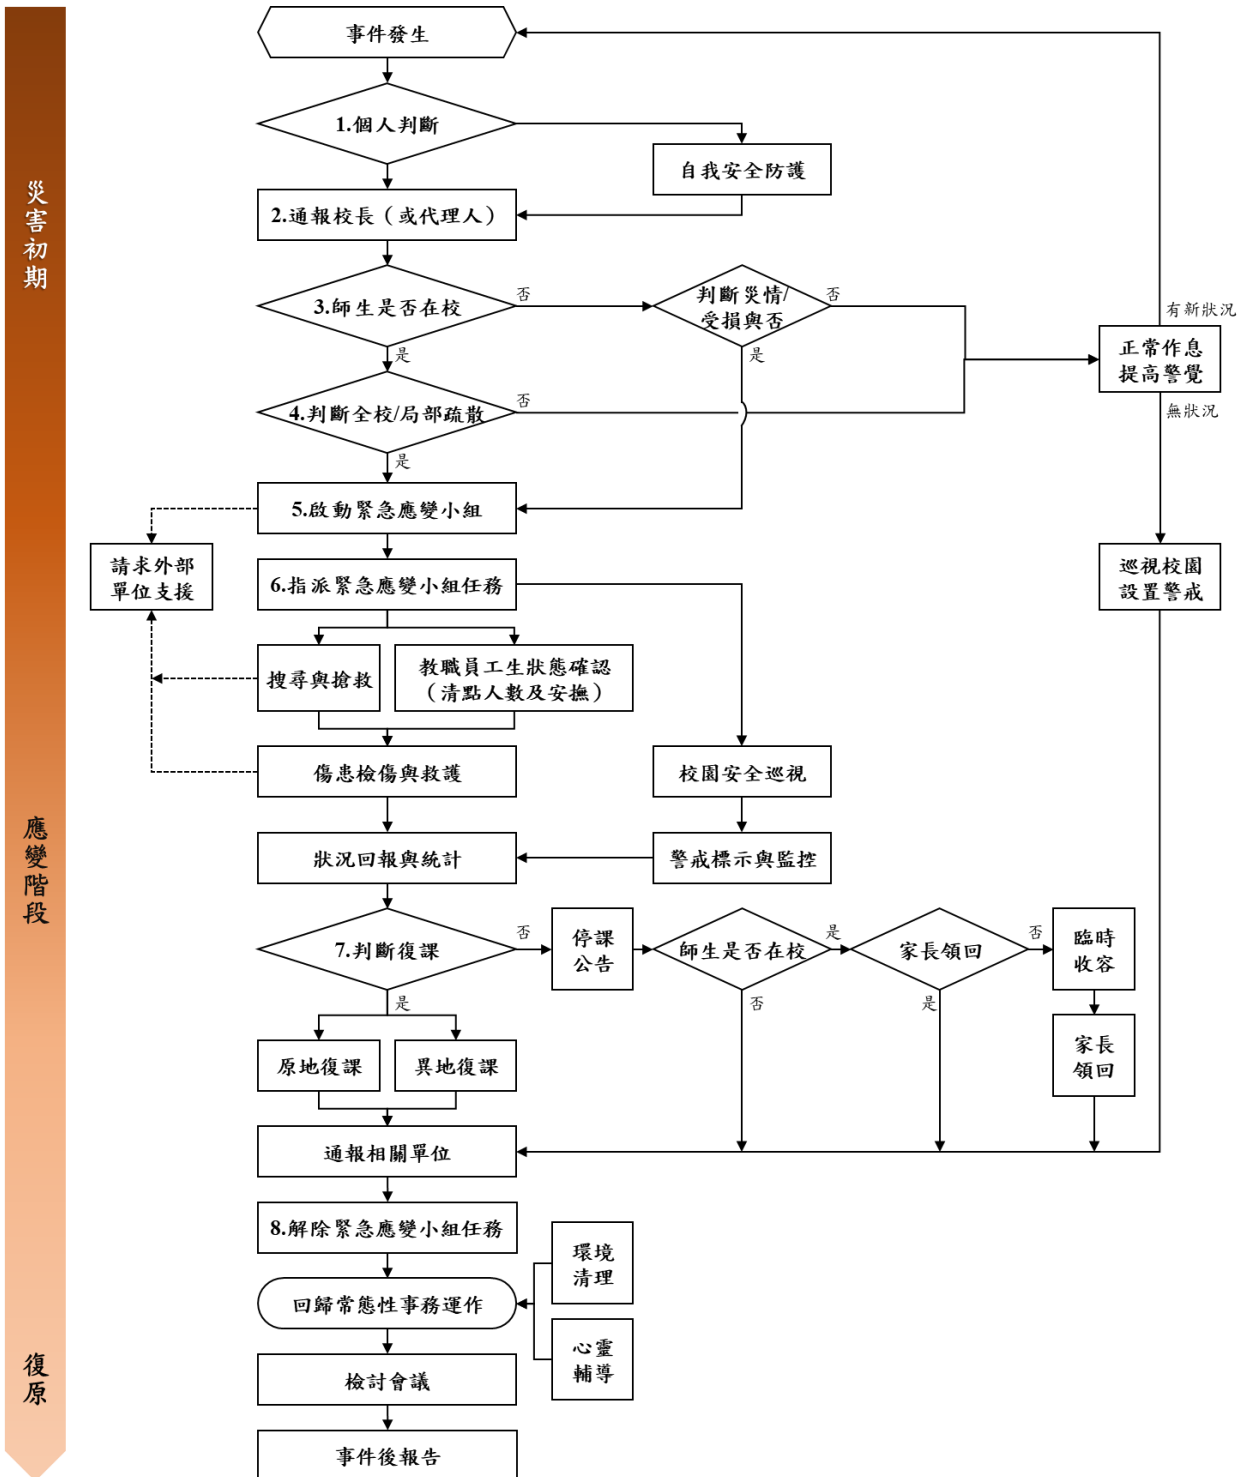 事件發生
1.個人判斷
自我安全防護
2.通報校長（或代理人）
災害初期
3.師生是否在校
否
判斷災情/
受損與否
否
有新狀況
正常作息
提高警覺
是
是
4.判斷全校/局部疏散
否
無狀況
是
5.啟動緊急應變小組
請求外部
單位支援
6.指派緊急應變小組任務
巡視校園
設置警戒
搜尋與搶救
教職員工生狀態確認
（清點人數及安撫）
傷患檢傷與救護
校園安全巡視
應變階段
狀況回報與統計
警戒標示與監控
7.判斷復課
否
停課
公告
師生是否在校
是
家長領回
否
臨時
收容
是
否
是
原地復課
異地復課
家長
領回
通報相關單位
8.解除緊急應變小組任務
環境
清理
回歸常態性事務運作
心靈
輔導
復原
檢討會議
事件後報告